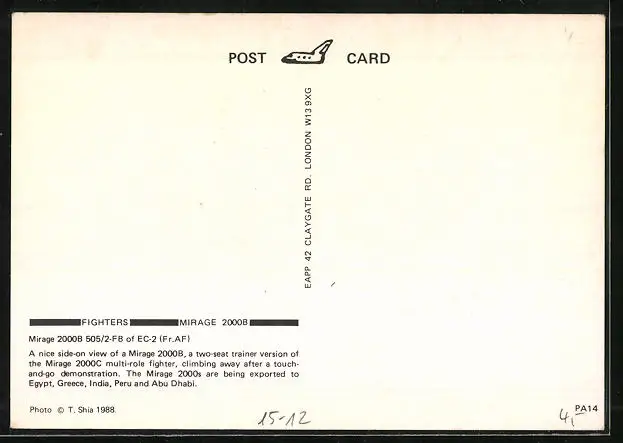 POST CARD
EAPP 42 CLAYGATE RD. LONDON W13 9XG
FIGHTERS MIRAGE 2000B
Mirage 2000B 505/2-FB of EC-2 (Fr.AF)
A nice side-on view of a Mirage 2000B, a two-seat trainer version of
the Mirage 2000C multi-role fighter, climbing away after a touch-
and-go demonstration. The Mirage 2000s are being exported to
Egypt, Greece, India, Peru and Abu Dhabi.
Photo © T. Shia 1988.
15-12
PA14